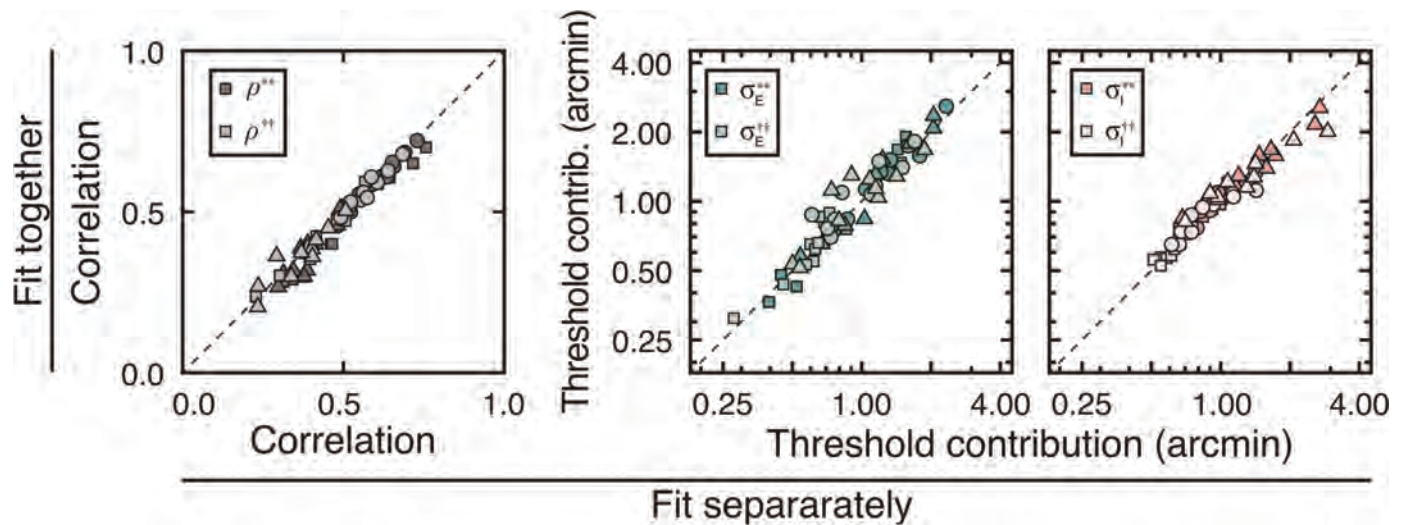 Fit together
Correlation
1.0
0.5
0.0
ρ**
ρ††
0.0 0.5 1.0
Correlation
Threshold contrib. (arcmin)
4.00
2.00
1.00
0.50
0.25
σE**
σE††
0.25 1.00 4.00
σI**
σI††
0.25 1.00 4.00
Threshold contribution (arcmin)
Fit separarately